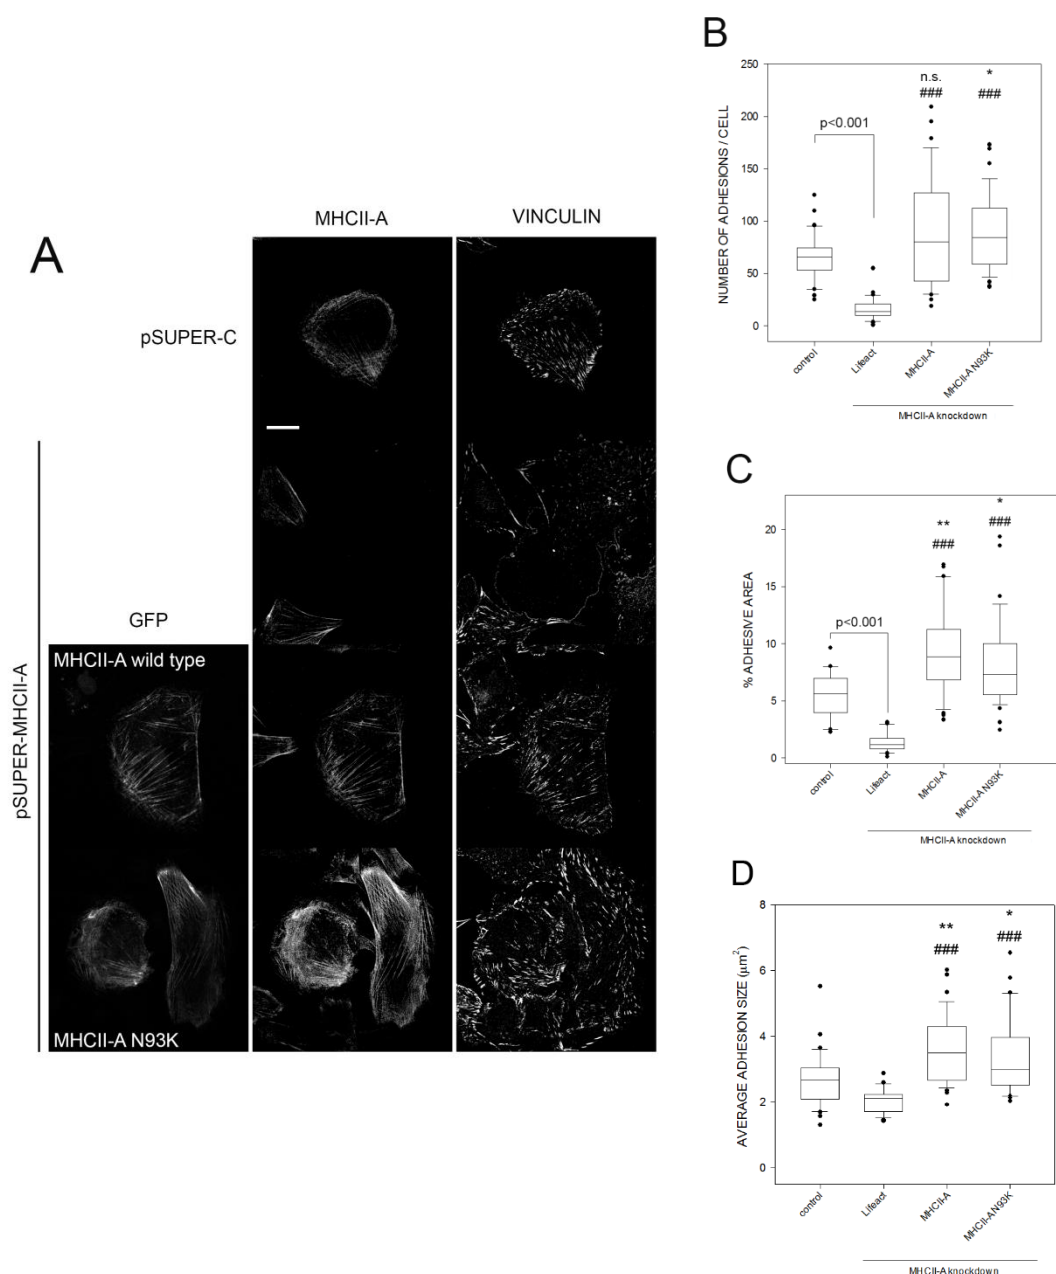 A
MHCII-A
VINCULIN
pSUPER-C
pSUPER-MHCII-A
GFP
MHCII-A wild type
MHCII-A N93K
B
NUMBER OF ADHESIONS / CELL
250
200
150
100
50
0
p<0.001
n.s.
###
*
###
control
Lifeact
MHCII-A
MHCII-A N93K
MHCII-A knockdown
C
% ADHESIVE AREA
20
15
10
5
0
p<0.001
**
###
*
###
control
Lifeact
MHCII-A
MHCII-A N93K
MHCII-A knockdown
D
AVERAGE ADHESION SIZE (µm²)
8
6
4
2
0
**
###
*
###
control
Lifeact
MHCII-A
MHCII-A N93K
MHCII-A knockdown